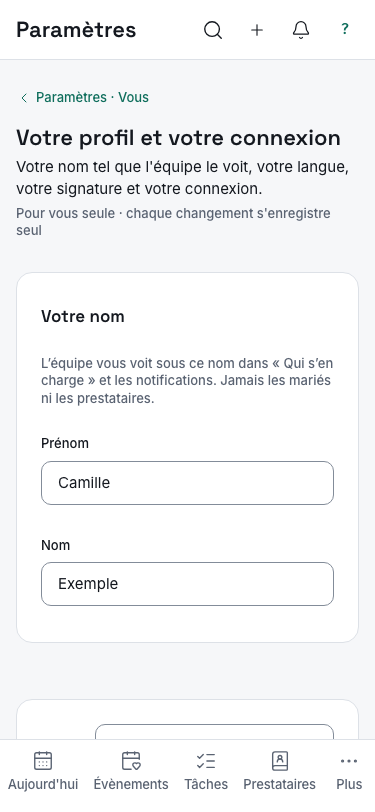 Paramètres
?
Paramètres · Vous
Votre profil et votre connexion
Votre nom tel que l'équipe le voit, votre langue,
votre signature et votre connexion.
Pour vous seule · chaque changement s'enregistre
seul
Votre nom
L’équipe vous voit sous ce nom dans « Qui s’en
charge » et les notifications. Jamais les mariés
ni les prestataires.
Prénom
Camille
Nom
Exemple
Aujourd'hui
Évènements
Tâches
Prestataires
Plus